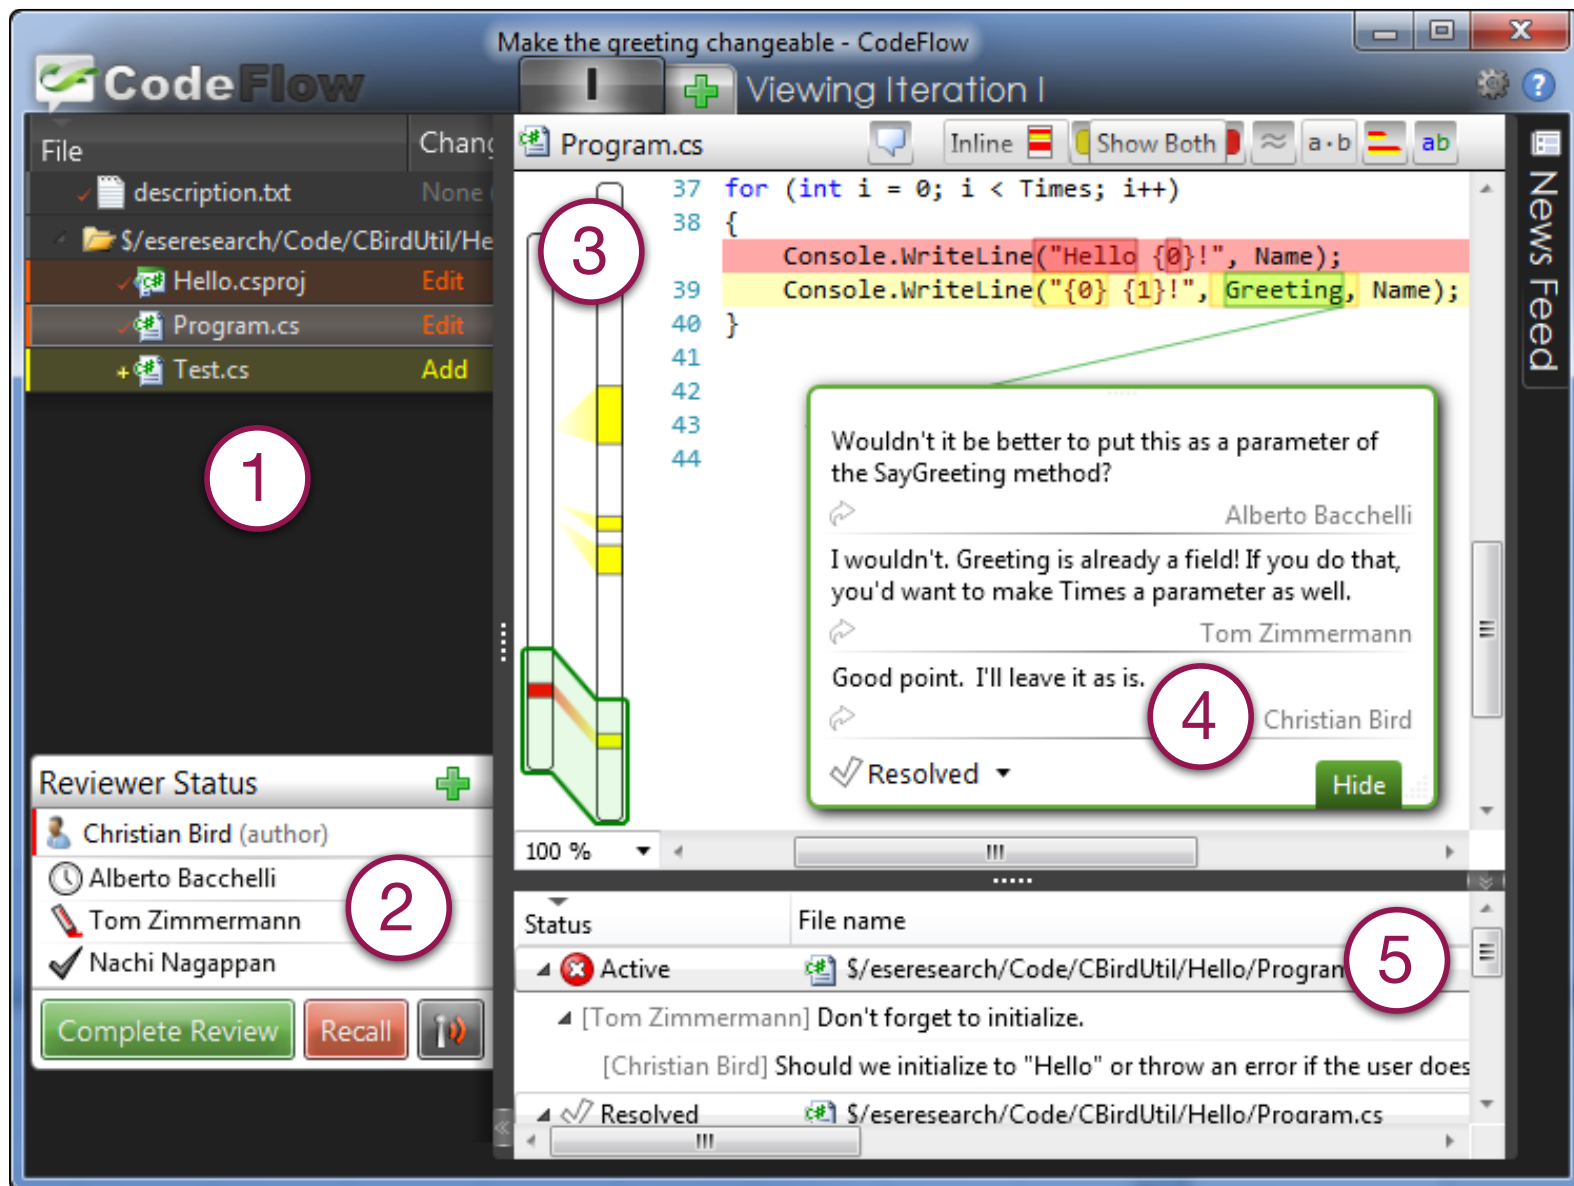 Make the greeting changeable - CodeFlow
CodeFlow
I
Viewing Iteration I
?
File
Chang
description.txt
None
$/eseresearch/Code/CBirdUtil/He
Hello.csproj
Edit
Program.cs
Edit
Test.cs
Add
1
Reviewer Status
Christian Bird (author)
Alberto Bacchelli
Tom Zimmermann
Nachi Nagappan
2
Complete Review
Recall
Program.cs
Inline
Show Both
a·b
ab
37 for (int i = 0; i < Times; i++)
38 {
Console.WriteLine("Hello {0}!", Name);
39 Console.WriteLine("{0} {1}!", Greeting, Name);
40 }
41
42
43
44
3
Wouldn't it be better to put this as a parameter of
the SayGreeting method?
Alberto Bacchelli
I wouldn't. Greeting is already a field! If you do that,
you'd want to make Times a parameter as well.
Tom Zimmermann
Good point. I'll leave it as is.
4
Christian Bird
Resolved
Hide
100 %
Status
File name
5
Active
$/eseresearch/Code/CBirdUtil/Hello/Program
[Tom Zimmermann] Don't forget to initialize.
[Christian Bird] Should we initialize to "Hello" or throw an error if the user does
Resolved
$/eseresearch/Code/CBirdUtil/Hello/Program.cs
News Feed